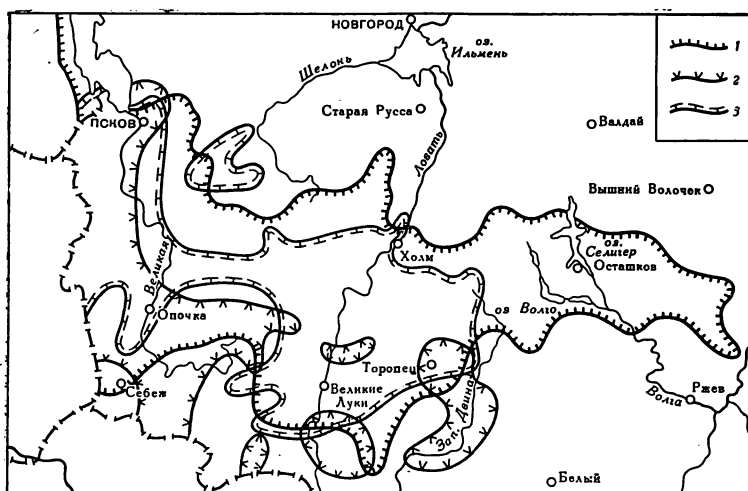 НОВГОРОД
оз.
Ильмень
Шелонь
Старая Русса
Ловать
Валдай
ПСКОВ
Вышний Волочек
оз.
Селигер
Осташков
Холм
Великая
Опочка
оз Волго
Торопец
Себеж
Великие
Луки
Зап. Двина
Ржев
Волга
Белый
1
2
3